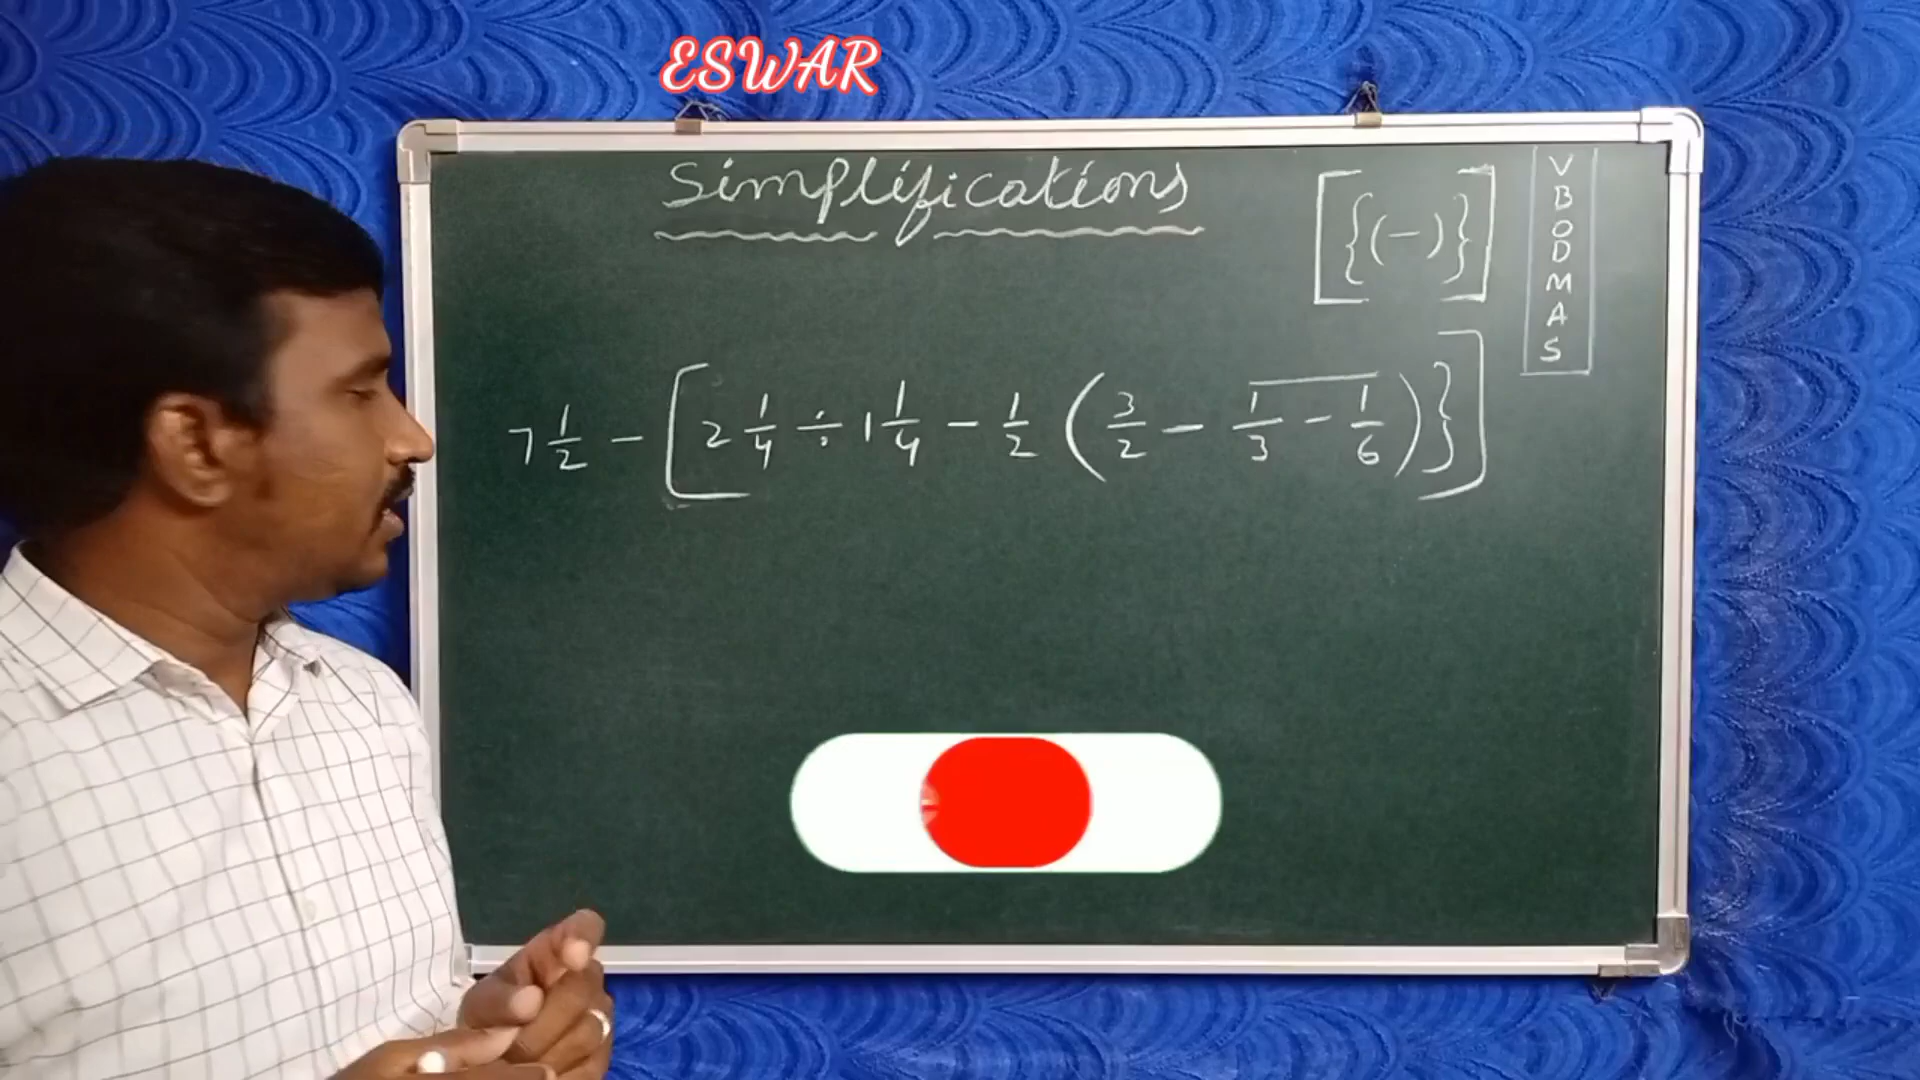 ESWAR
Simplifications
[{(-)}]
V
B
O
D
M
A
S
7 1/2 - [2 1/4 ÷ 1 1/4 - 1/2 (3/2 - 1/3 - 1/6)}]